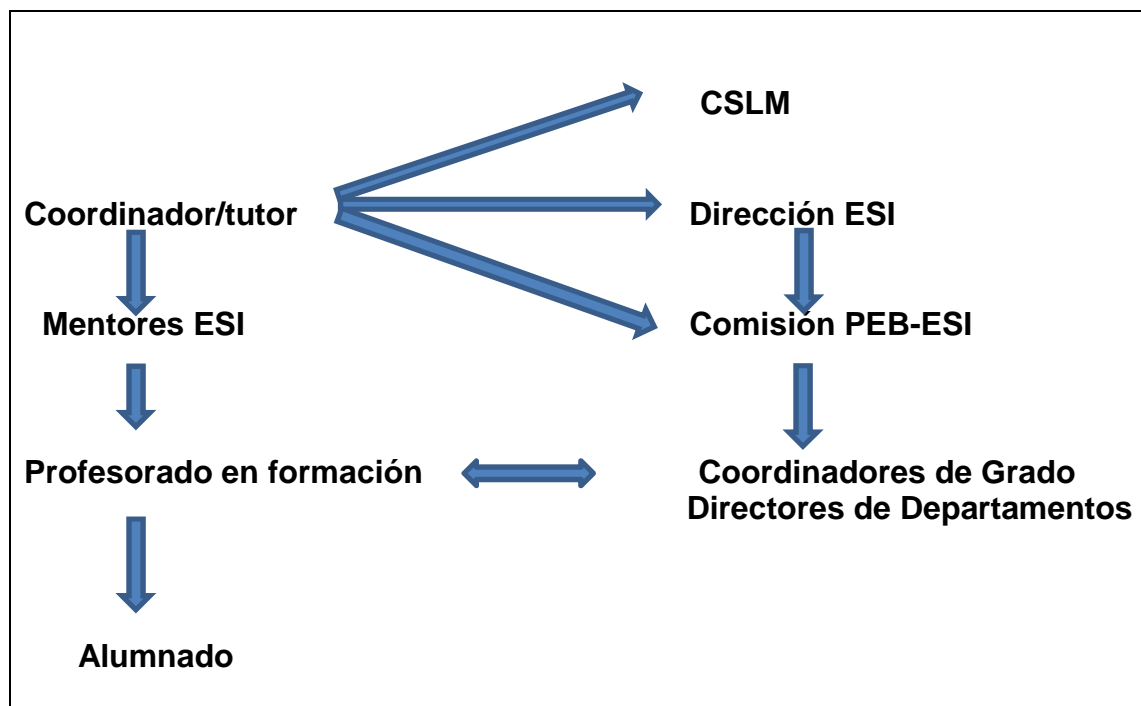 CSLM
Coordinador/tutor
Dirección ESI
Mentores ESI
Comisión PEB-ESI
Profesorado en formación
Coordinadores de Grado
Directores de Departamentos
Alumnado